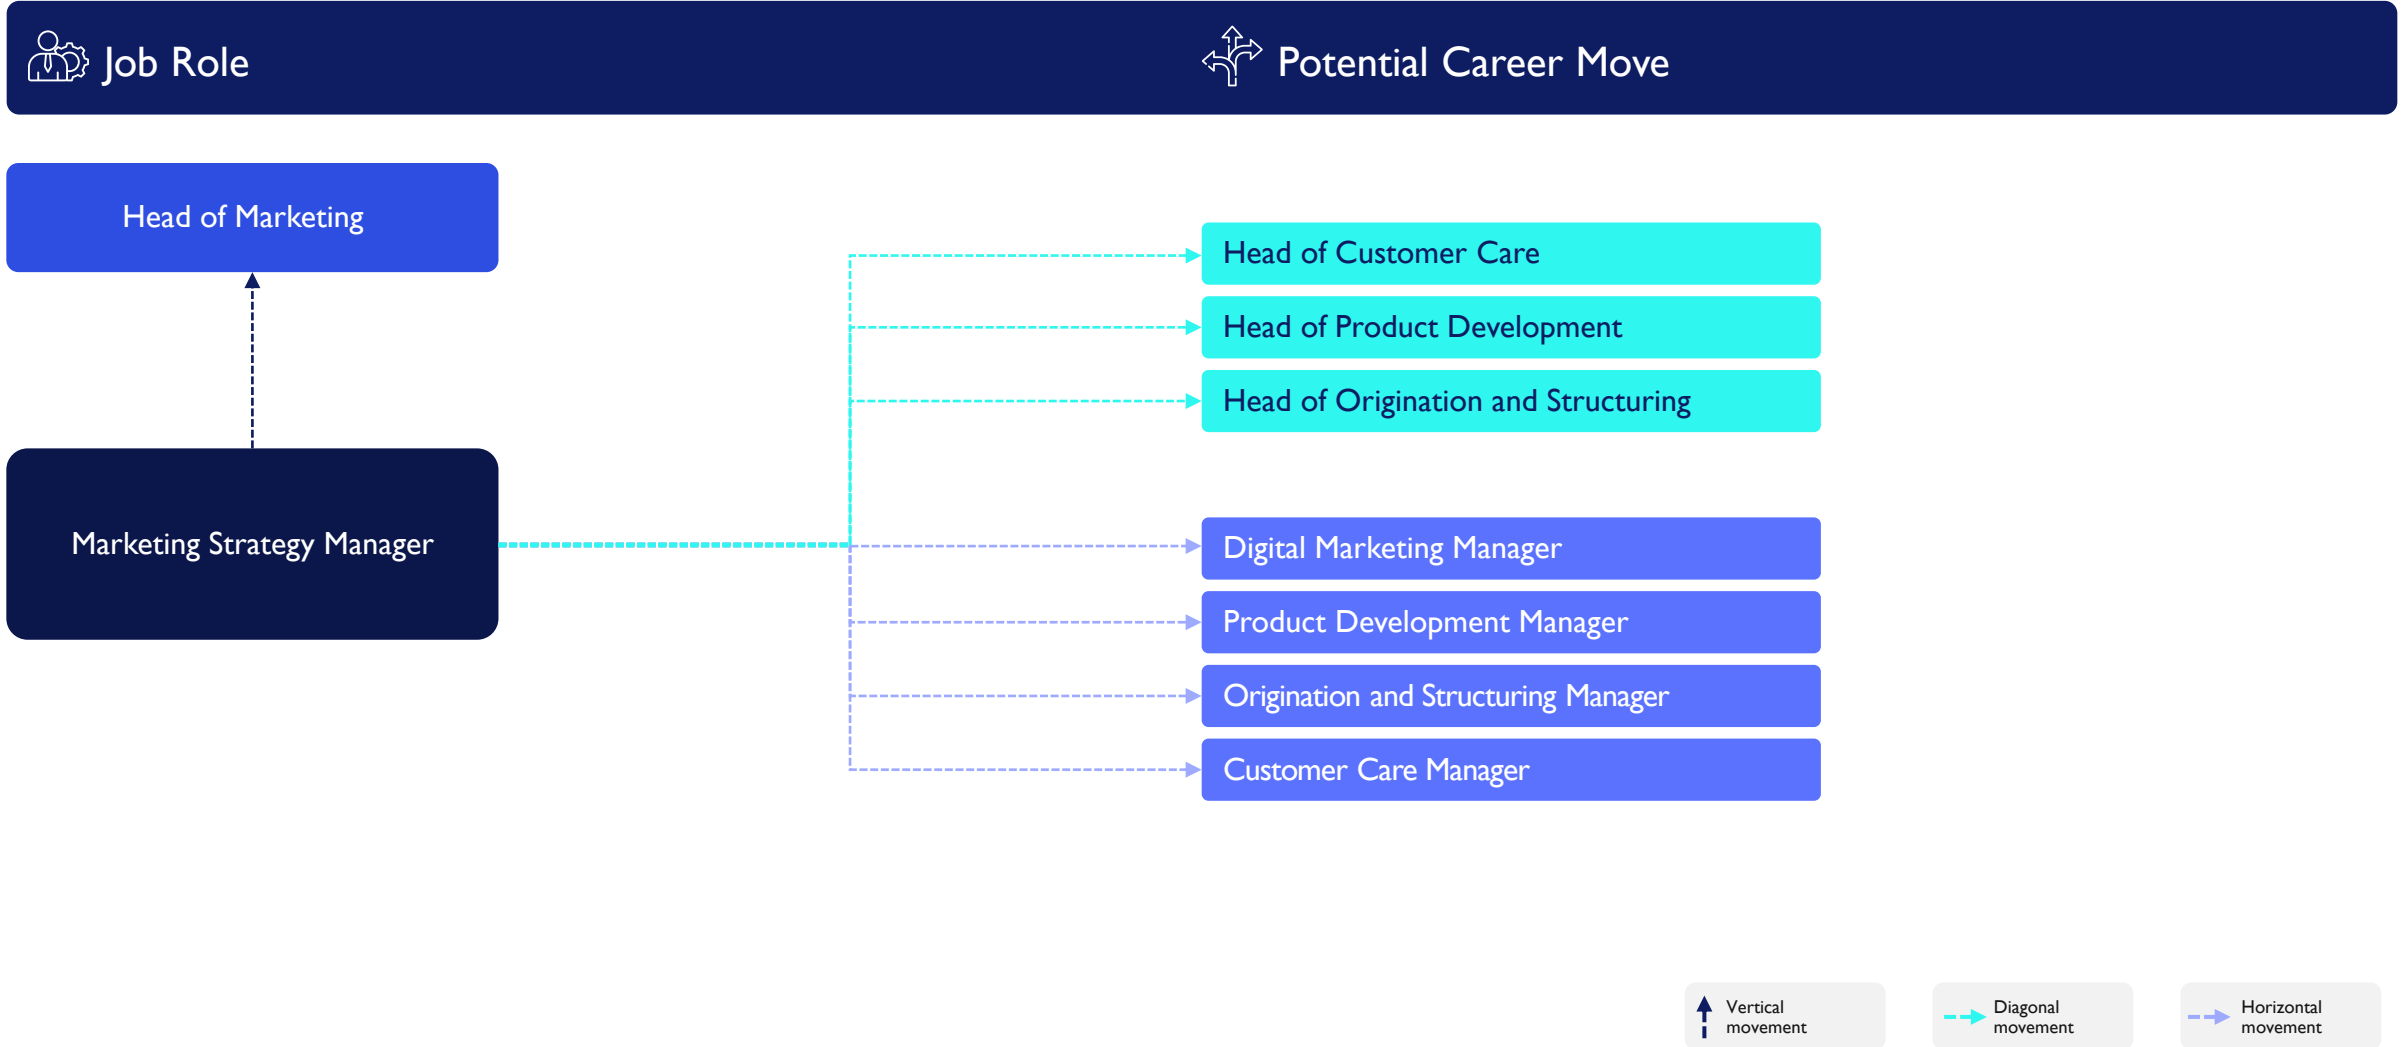 Job Role
Potential Career Move
Head of Marketing
Head of Customer Care
Head of Product Development
Head of Origination and Structuring
Marketing Strategy Manager
Digital Marketing Manager
Product Development Manager
Origination and Structuring Manager
Customer Care Manager
Vertical
movement
Diagonal
movement
Horizontal
movement